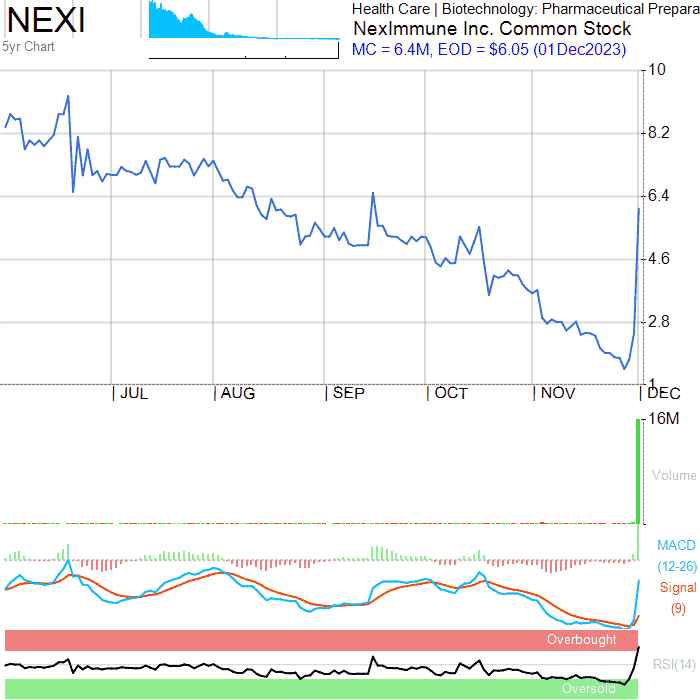 NEXI
5yr Chart
Health Care | Biotechnology: Pharmaceutical Prepara
NexImmune Inc. Common Stock
MC = 6.4M, EOD = $6.05 (01Dec2023)
10
8.2
6.4
4.6
2.8
1
JUL AUG SEP OCT NOV DEC
16M
Volume
MACD
(12-26)
Signal
(9)
Overbought
RSI(14)
Oversold